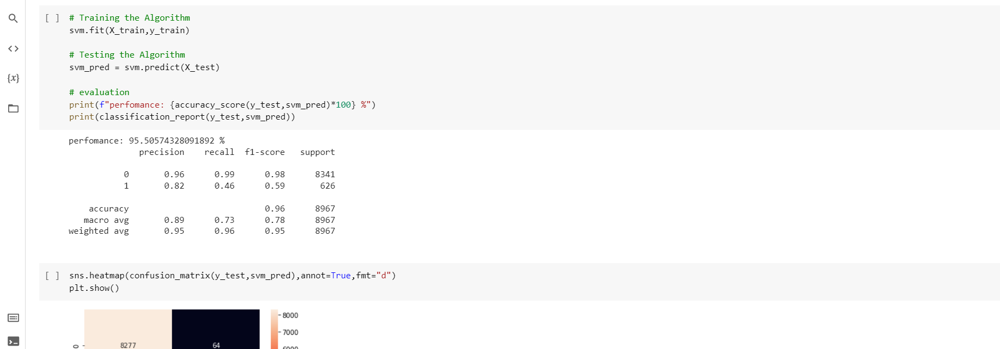 [ ] # Training the Algorithm
svm.fit(X_train,y_train)
# Testing the Algorithm
svm_pred = svm.predict(X_test)
# evaluation
print(f"perfomance: {accuracy_score(y_test,svm_pred)*100} %")
print(classification_report(y_test,svm_pred))
perfomance: 95.50574328091892 %
precision recall f1-score support
0 0.96 0.99 0.98 8341
1 0.82 0.46 0.59 626
accuracy 0.96 8967
macro avg 0.89 0.73 0.78 8967
weighted avg 0.95 0.96 0.95 8967
[ ] sns.heatmap(confusion_matrix(y_test,svm_pred),annot=True,fmt="d")
plt.show()
8000
7000
0 8277 64
6000
{x}